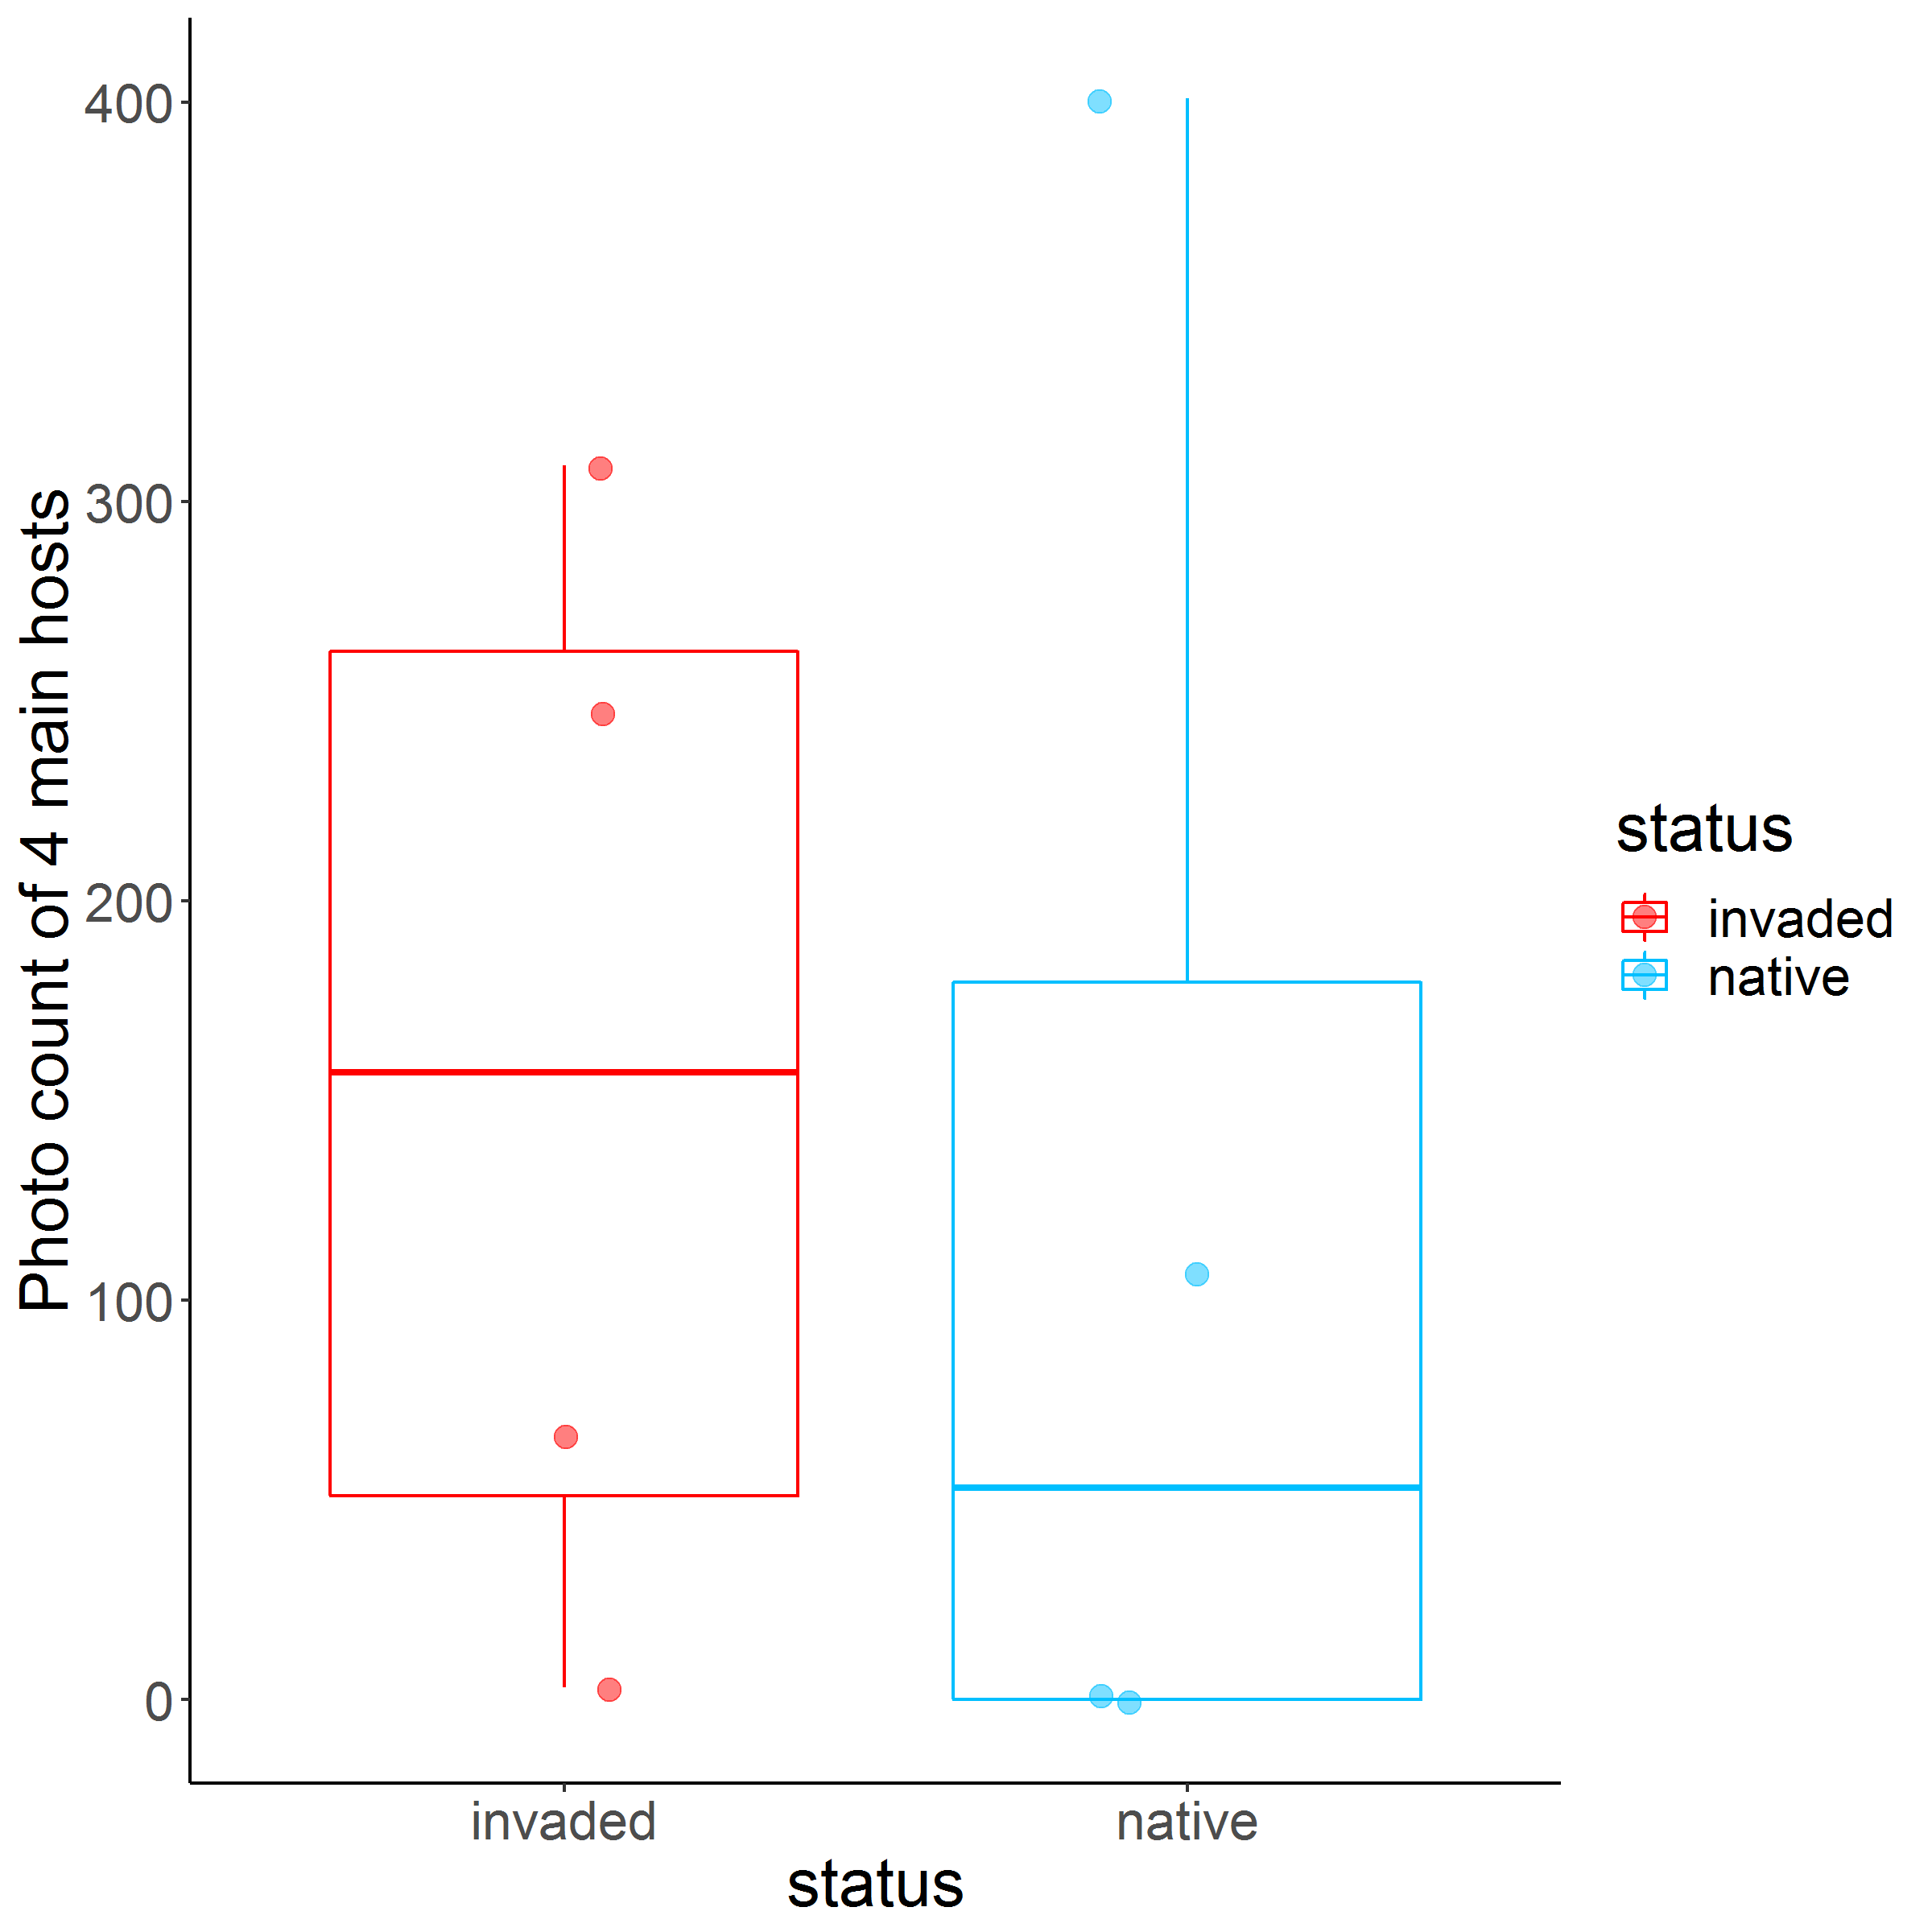 Photo count of 4 main hosts
400
300
200
100
0
invaded
native
status
status
invaded
native